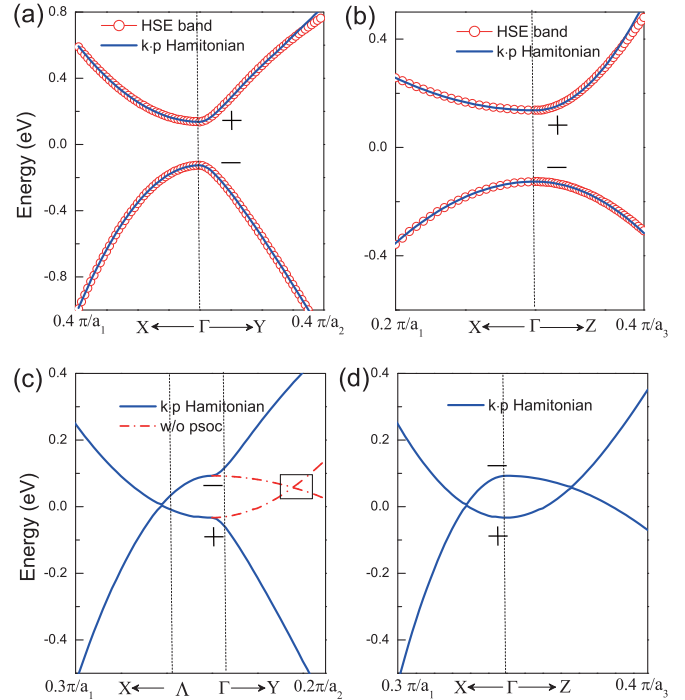 (a)
HSE band
k·p Hamitonian
+
−
Energy (eV)
0.8
0.4
0.0
-0.4
-0.8
0.4 π/a1
X ← Γ → Y
0.4 π/a2
(b)
HSE band
k·p Hamitonian
+
−
0.4
0.0
-0.4
0.2 π/a1
X ← Γ → Z
0.4 π/a3
(c)
k·p Hamitonian
w/o psoc
−
+
Energy (eV)
0.4
0.2
0.0
-0.2
-0.4
0.3π/a1
X ← Λ Γ → Y
0.2π/a2
(d)
k·p Hamitonian
−
+
0.4
0.2
0.0
-0.2
-0.4
0.3 π/a1
X ← Γ → Z
0.4 π/a3